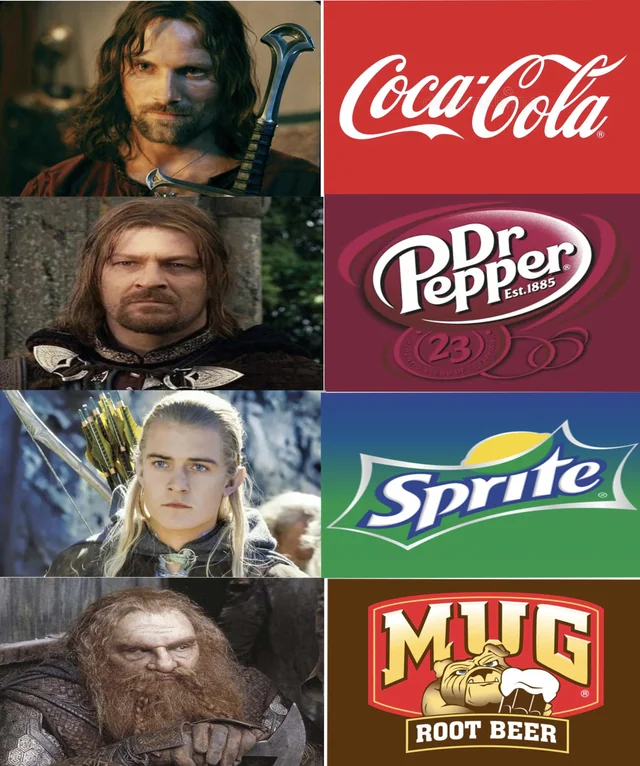 Coca-Cola
®
Dr
Pepper®
Est.1885
23
Sprite
®
MUG
®
ROOT BEER